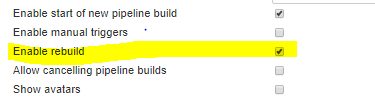 Enable start of new pipeline build
Enable manual triggers
Enable rebuild
Allow cancelling pipeline builds
Show avatars